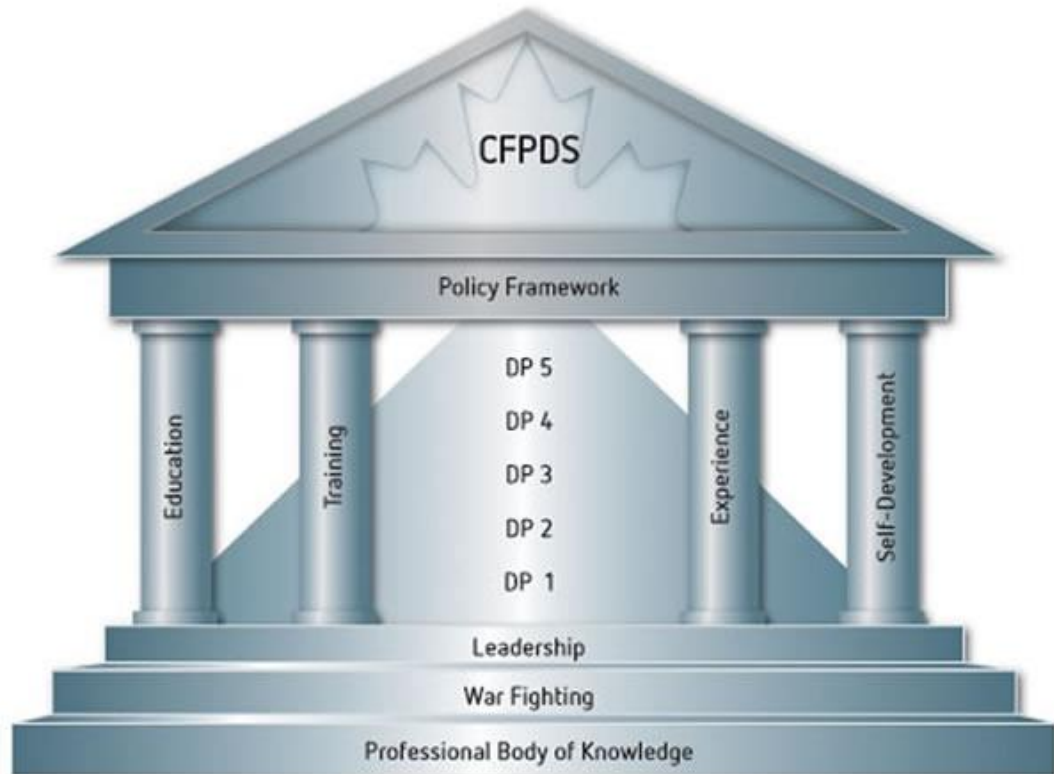 CFPDS
Policy Framework
Education
Training
DP 5
DP 4
DP 3
DP 2
DP 1
Experience
Self-Development
Leadership
War Fighting
Professional Body of Knowledge